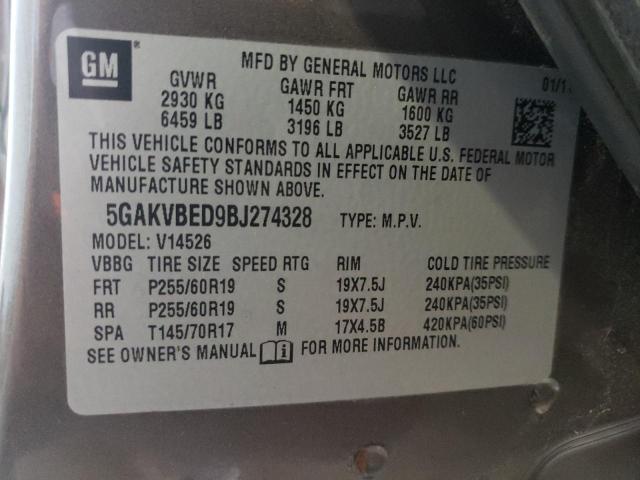 GM
MFD BY GENERAL MOTORS LLC
GVWR GAWR FRT GAWR RR 01/1
2930 KG 1450 KG 1600 KG
6459 LB 3196 LB 3527 LB
THIS VEHICLE CONFORMS TO ALL APPLICABLE U.S. FEDERAL MOTOR
VEHICLE SAFETY STANDARDS IN EFFECT ON THE DATE OF
MANUFACTURE SHOWN ABOVE.
5GAKVBED9BJ274328 TYPE: M.P.V.
MODEL: V14526
VBBG TIRE SIZE SPEED RTG RIM COLD TIRE PRESSURE
FRT P255/60R19 S 19X7.5J 240KPA(35PSI)
RR P255/60R19 S 19X7.5J 240KPA(35PSI)
SPA T145/70R17 M 17X4.5B 420KPA(60PSI)
SEE OWNER'S MANUAL FOR MORE INFORMATION.